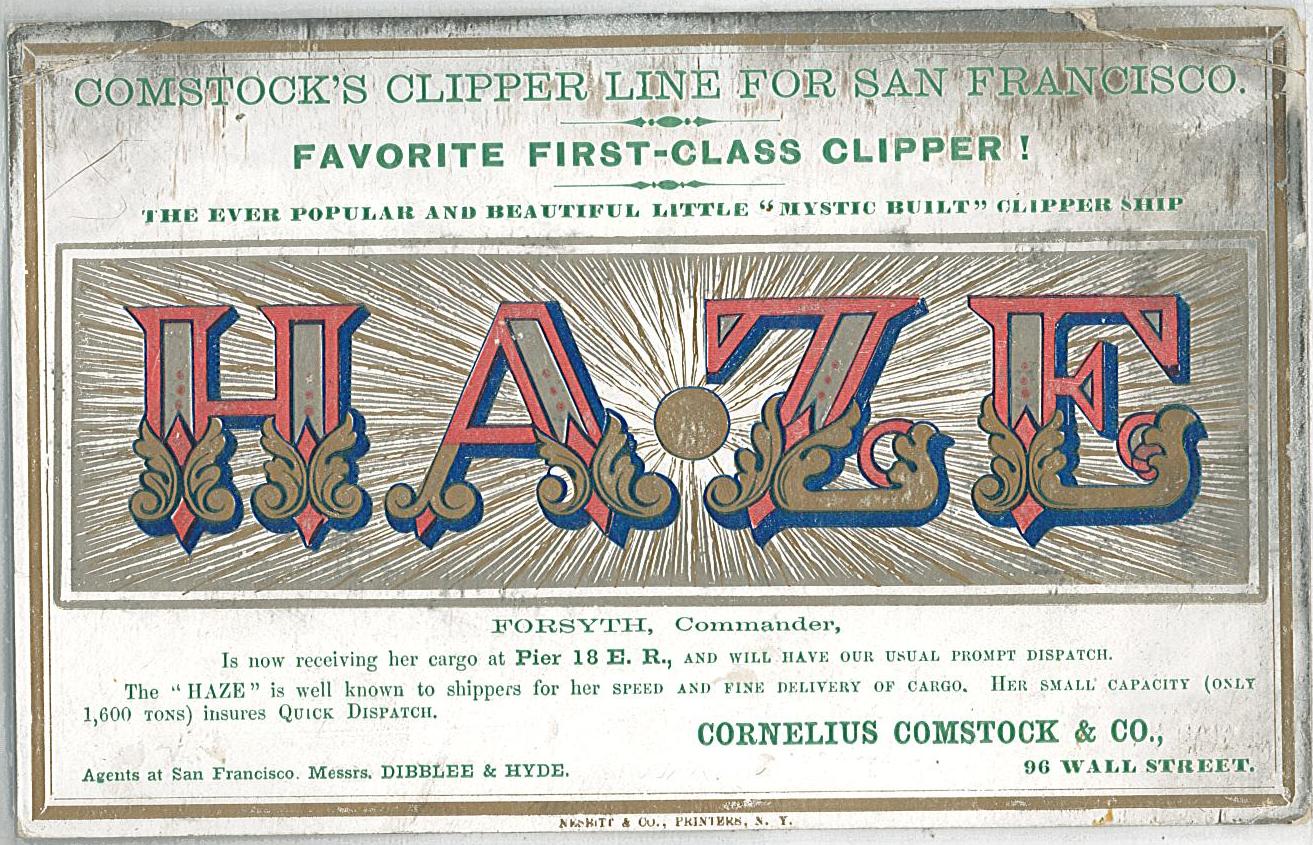 COMSTOCK'S CLIPPER LINE FOR SAN FRANCISCO.
FAVORITE FIRST-CLASS CLIPPER !
THE EVER POPULAR AND BEAUTIFUL LITTLE “MYSTIC BUILT” CLIPPER SHIP
HAZE
FORSYTH, Commander,
Is now receiving her cargo at Pier 18 E. R., AND WILL HAVE OUR USUAL PROMPT DISPATCH.
The “HAZE” is well known to shippers for her SPEED AND FINE DELIVERY OF CARGO. HER SMALL CAPACITY (ONLY
1,600 TONS) insures QUICK DISPATCH.
CORNELIUS COMSTOCK & CO.,
Agents at San Francisco. Messrs. DIBBLEE & HYDE.
96 WALL STREET.
NESBITT & CO., PRINTERS, N. Y.